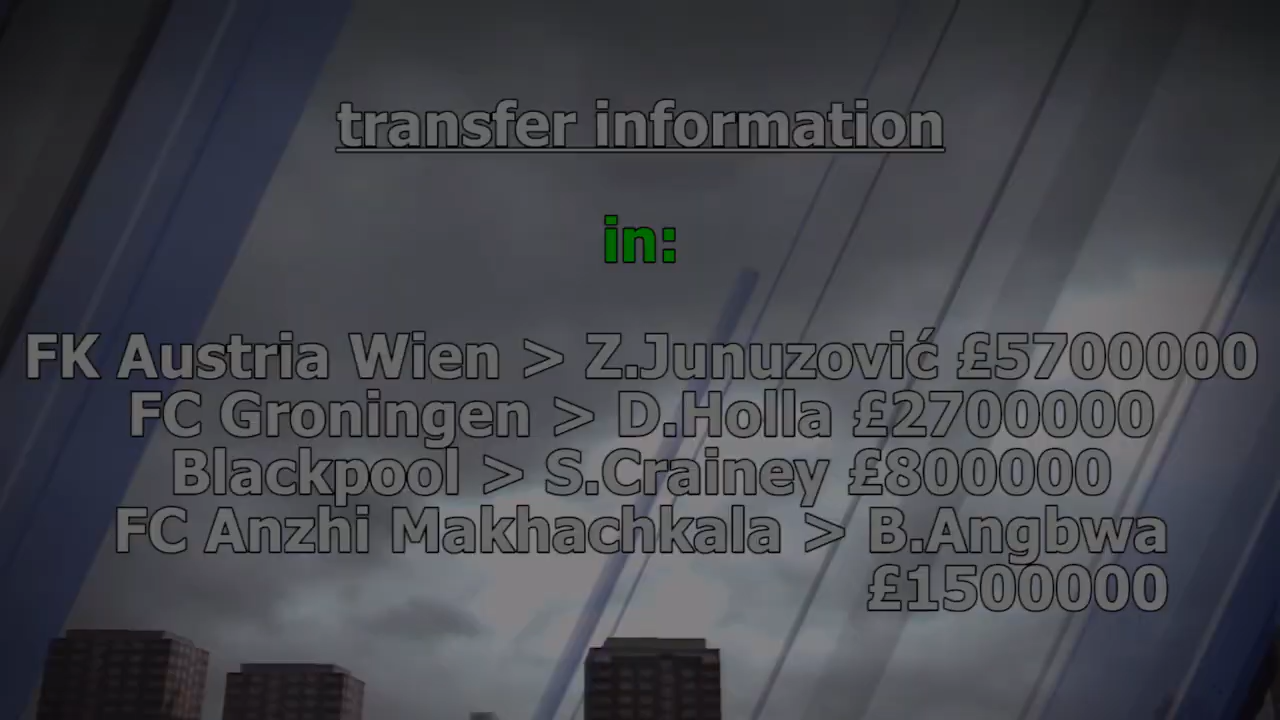 transfer information
in:
FK Austria Wien > Z.Junuzović £5700000
FC Groningen > D.Holla £2700000
Blackpool > S.Crainey £800000
FC Anzhi Makhachkala > B.Angbwa
£1500000